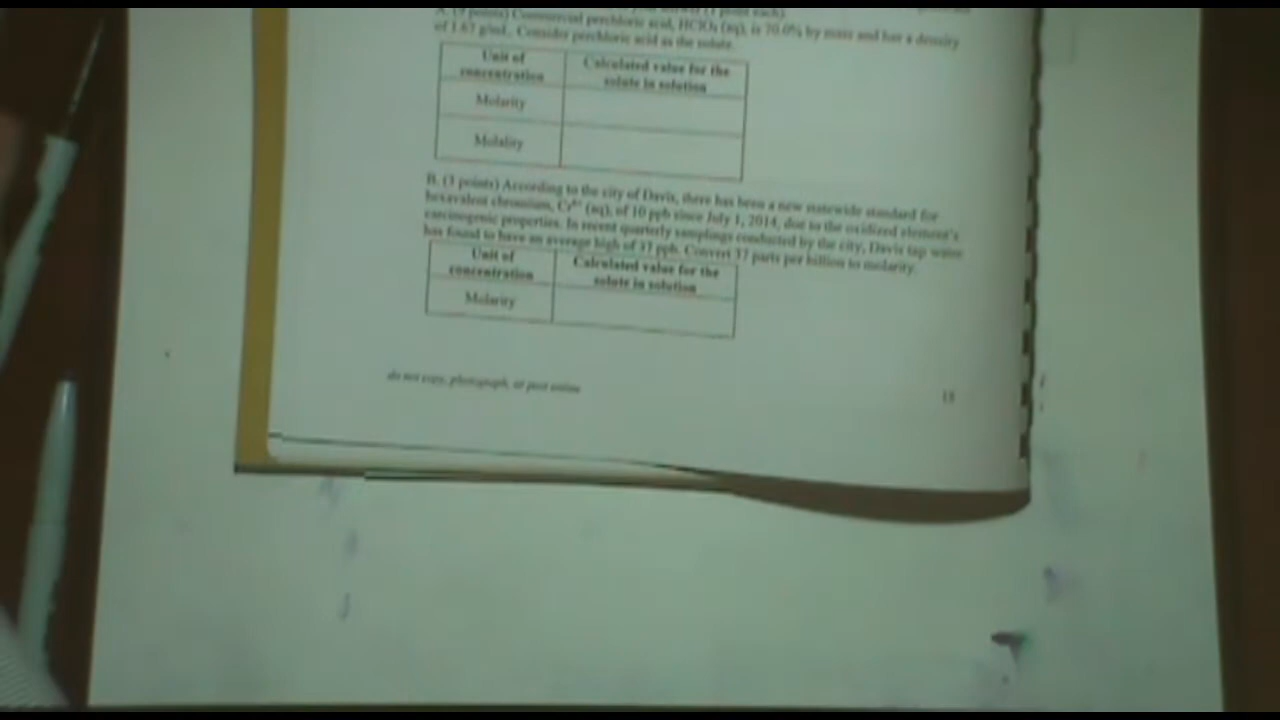 A. (9 points) Commercial perchloric acid, HClO₄ (aq), is 70.0% by mass and has a density
of 1.67 g/mL. Consider perchloric acid as the solute.
Unit of concentration
Calculated value for the solute in solution
Molarity
Molality
B. (3 points) According to the city of Davis, there has been a new statewide standard for
hexavalent chromium, Cr⁶⁺ (aq), of 10 ppb since July 1, 2014, due to the oxidized element's
carcinogenic properties. In recent quarterly samplings conducted by the city, Davis tap water
has found to have an average high of 37 ppb. Convert 37 parts per billion to molarity.
Unit of concentration
Calculated value for the solute in solution
Molarity
do not copy, photograph, or post online